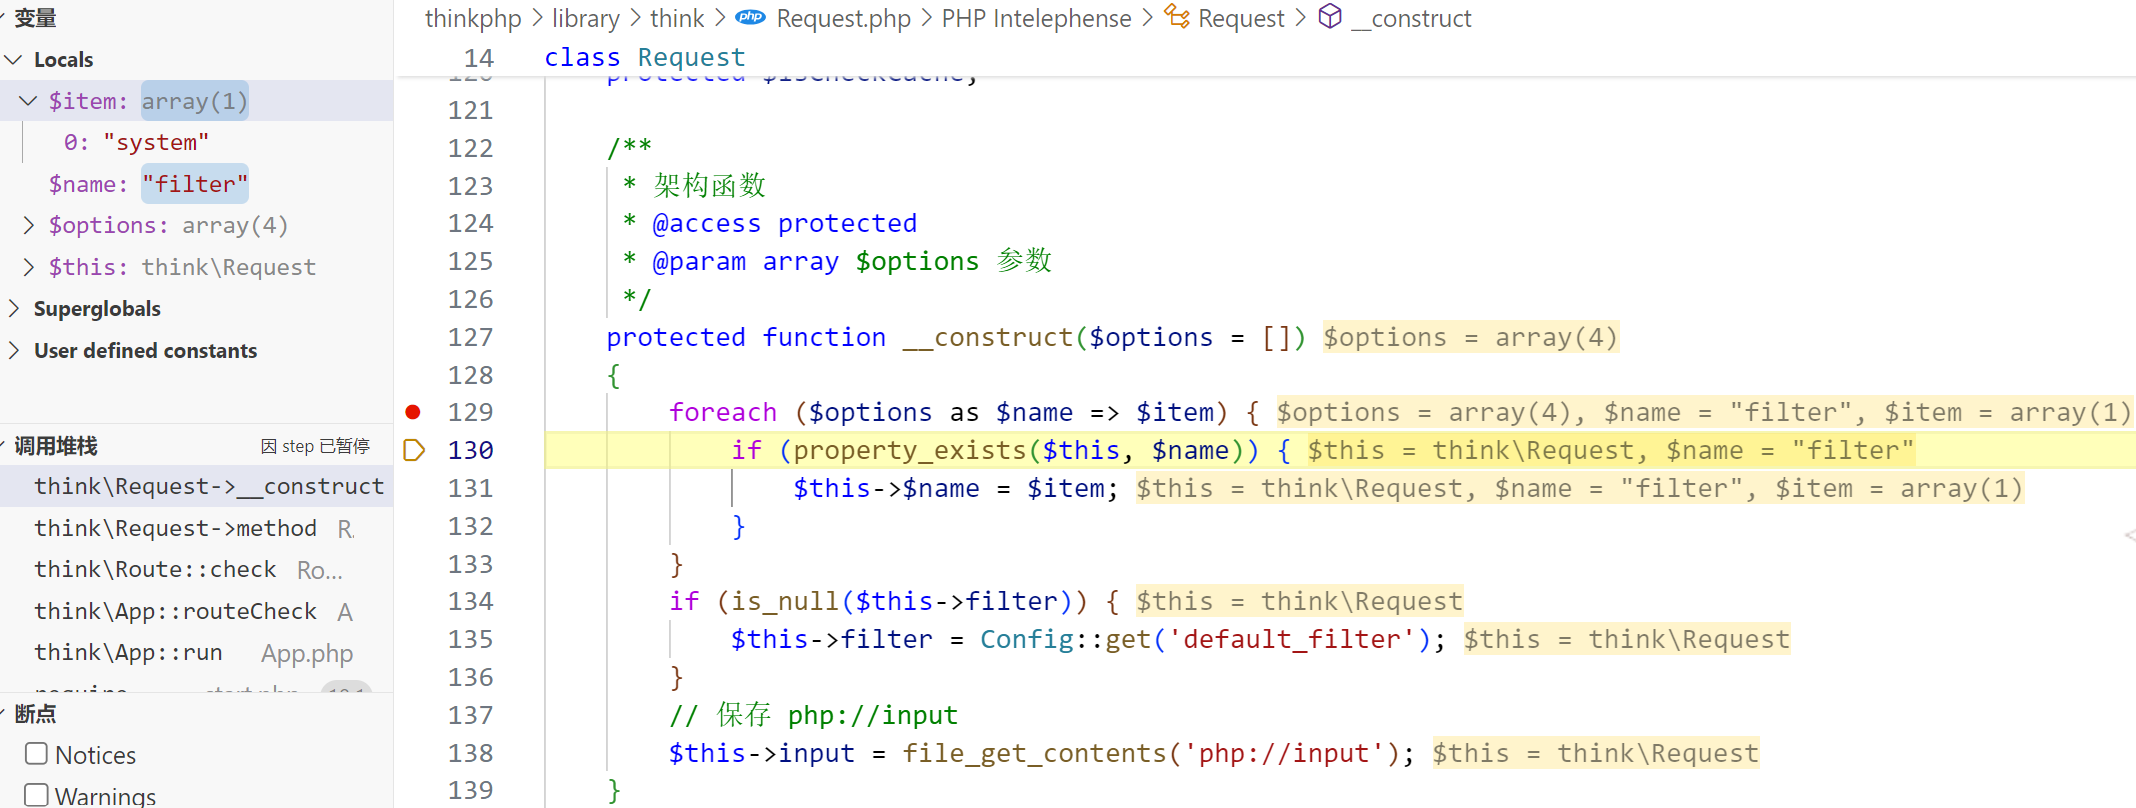 变量
Locals
$item: array(1)
0: "system"
$name: "filter"
$options: array(4)
$this: think\Request
Superglobals
User defined constants
调用堆栈 因 step 已暂停
think\Request->__construct
think\Request->method R.
think\Route::check Ro...
think\App::routeCheck A
think\App::run App.php
断点
Notices
Warnings
thinkphp > library > think > php Request.php > PHP Intelephense > Request > __construct
14 class Request
120 protected $isCheckCache;
121
122 /**
123 * 架构函数
124 * @access protected
125 * @param array $options 参数
126 */
127 protected function __construct($options = []) $options = array(4)
128 {
129 foreach ($options as $name => $item) { $options = array(4), $name = "filter", $item = array(1)
130 if (property_exists($this, $name)) { $this = think\Request, $name = "filter"
131 $this->$name = $item; $this = think\Request, $name = "filter", $item = array(1)
132 }
133 }
134 if (is_null($this->filter)) { $this = think\Request
135 $this->filter = Config::get('default_filter'); $this = think\Request
136 }
137 // 保存 php://input
138 $this->input = file_get_contents('php://input'); $this = think\Request
139 }